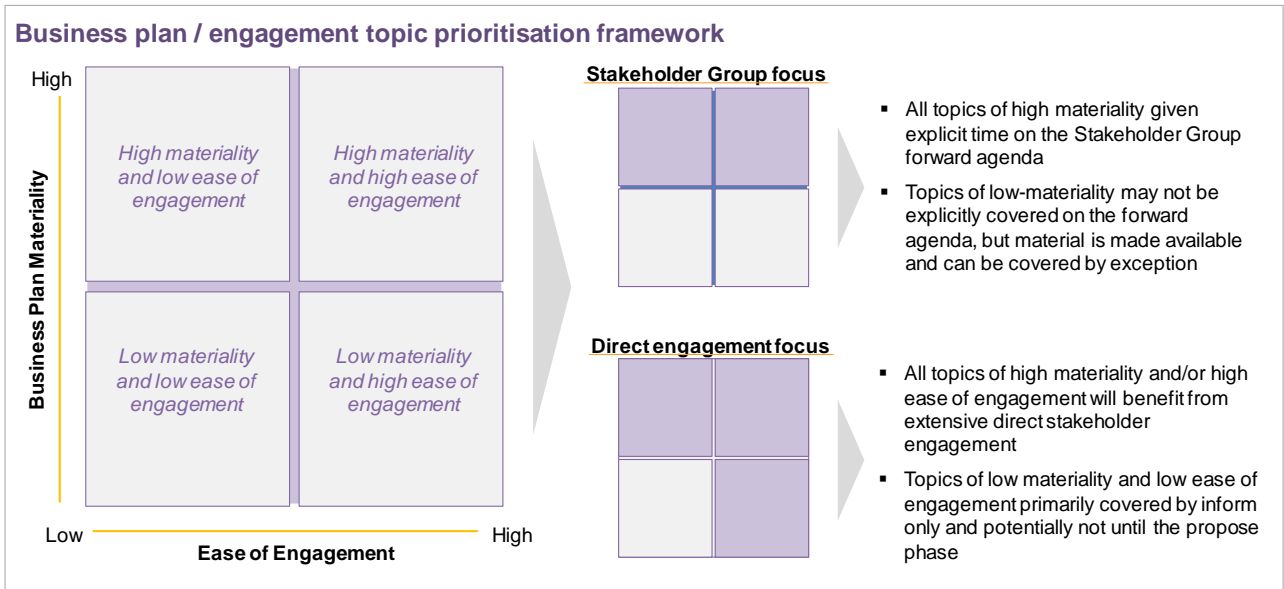 Business plan / engagement topic prioritisation framework
High
Business Plan Materiality
High materiality
and low ease of
engagement
High materiality
and high ease of
engagement
Low materiality
and low ease of
engagement
Low materiality
and high ease of
engagement
Low
High
Ease of Engagement
Stakeholder Group focus
▪ All topics of high materiality given
explicit time on the Stakeholder Group
forward agenda
▪ Topics of low-materiality may not be
explicitly covered on the forward
agenda, but material is made available
and can be covered by exception
Direct engagement focus
▪ All topics of high materiality and/or high
ease of engagement will benefit from
extensive direct stakeholder
engagement
▪ Topics of low materiality and low ease of
engagement primarily covered by inform
only and potentially not until the propose
phase